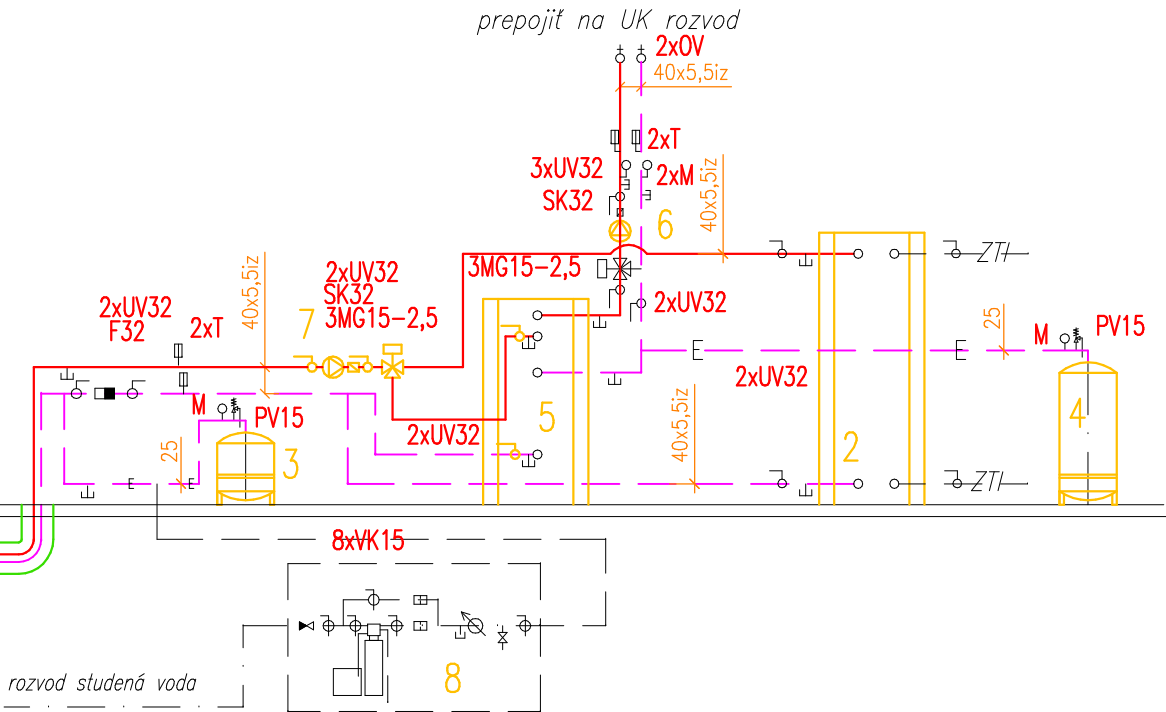 prepojiť na UK rozvod
2xOV
40x5,5iz
2xT
3xUV32
2xM
SK32
6
40x5,5iz
ZTI
3MG15-2,5
2xUV32
SK32
3MG15-2,5
7
40x5,5iz
2xUV32
F32
2xT
2xUV32
25
M
PV15
2xUV32
M
PV15
3
25
2xUV32
5
40x5,5iz
2
4
ZTI
8xVK15
8
rozvod studená voda